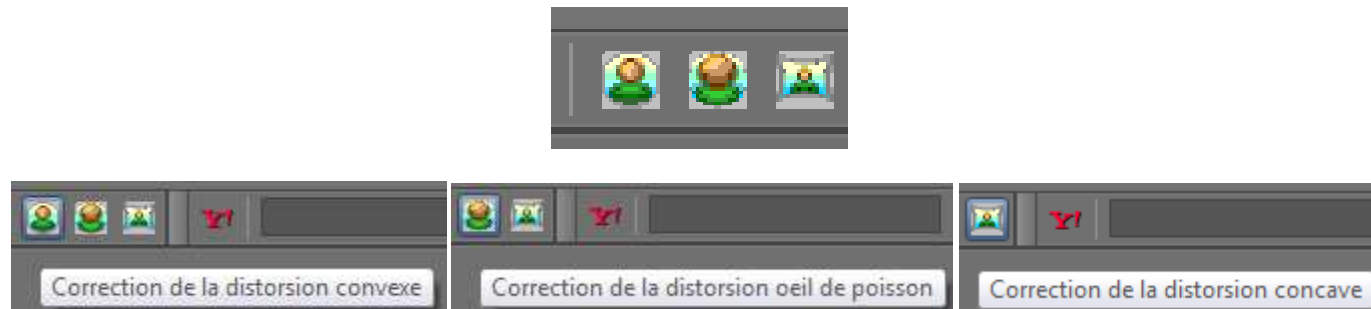 Y!
Correction de la distorsion convexe
Y!
Correction de la distorsion oeil de poisson
Y!
Correction de la distorsion concave